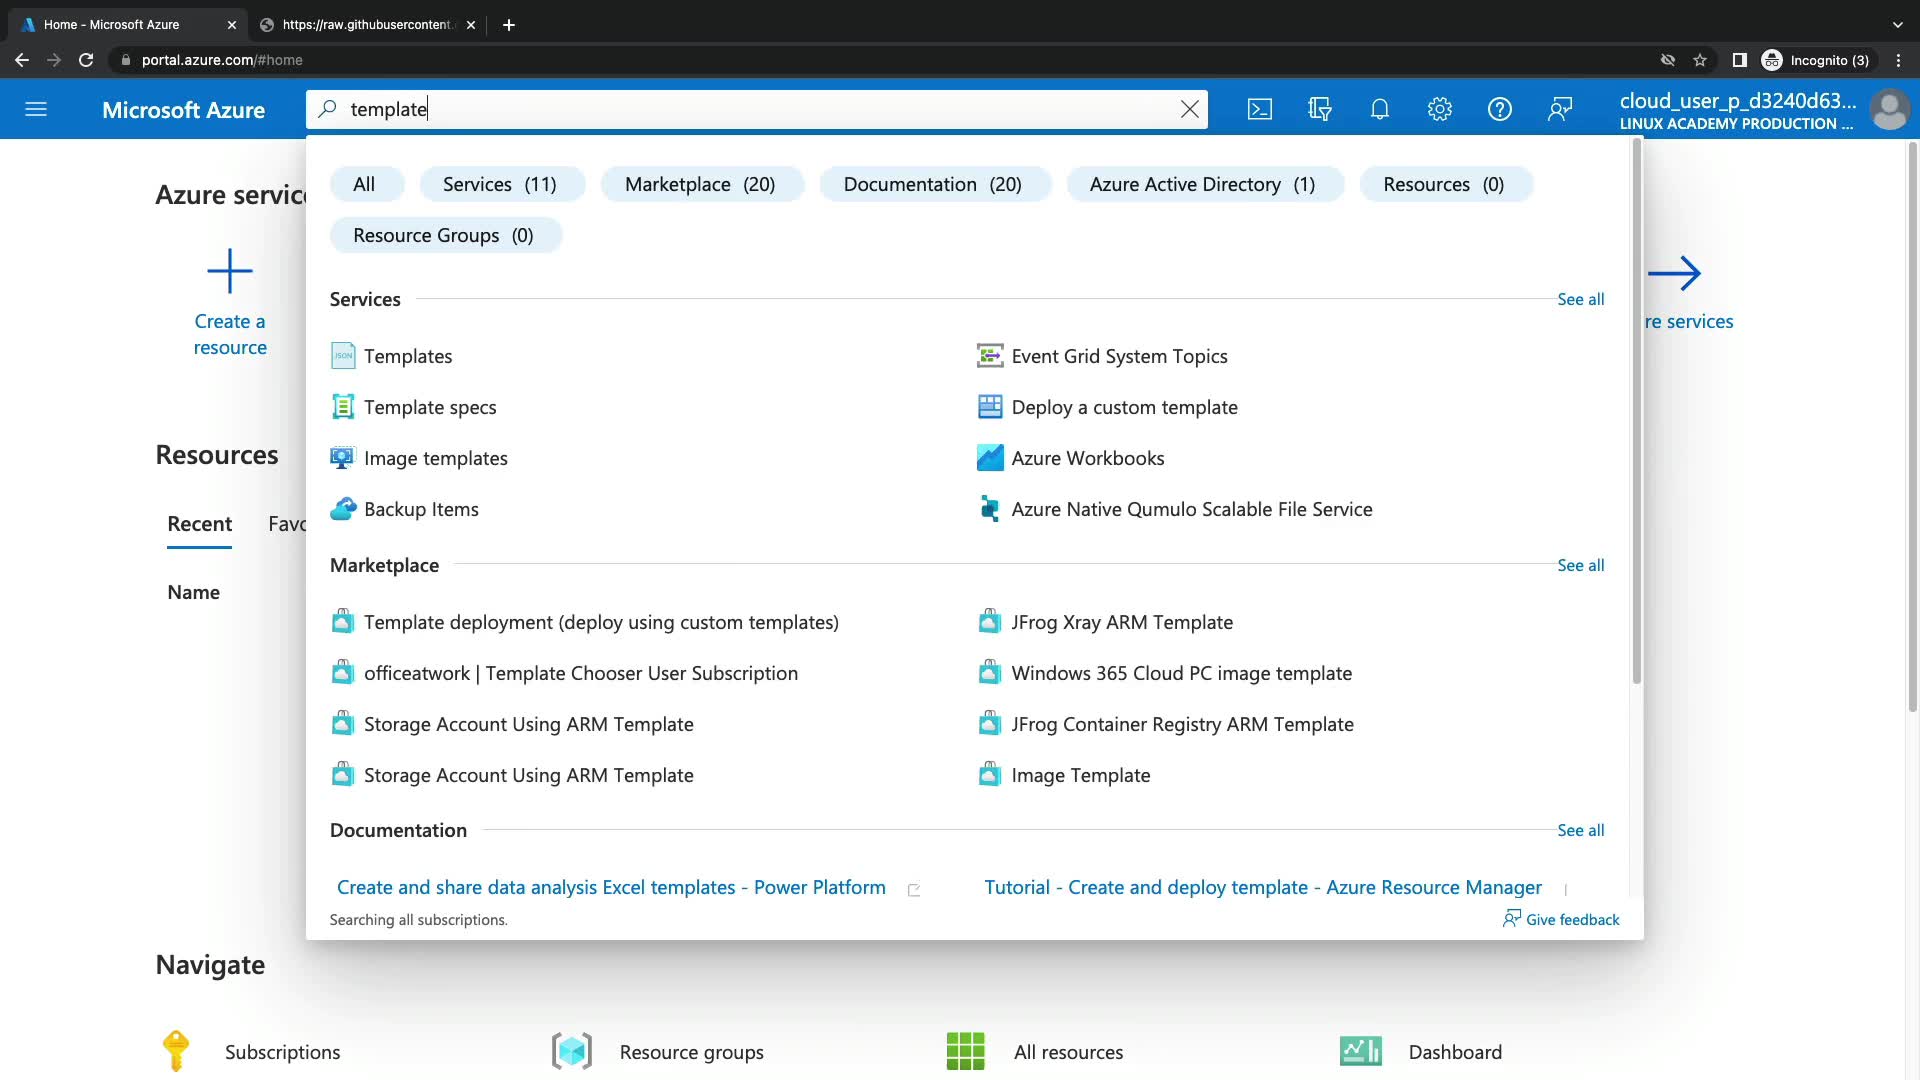 Home - Microsoft Azure
https://raw.githubusercontent.
portal.azure.com/#home
Incognito (3)
Microsoft Azure
template
cloud_user_p_d3240d63...
LINUX ACADEMY PRODUCTION ...
All
Services (11)
Marketplace (20)
Documentation (20)
Azure Active Directory (1)
Resources (0)
Resource Groups (0)
Azure servic
Create a
resource
re services
Services
See all
JSON
Templates
Event Grid System Topics
Template specs
Deploy a custom template
Image templates
Azure Workbooks
Backup Items
Azure Native Qumulo Scalable File Service
Resources
Recent
Favo
Name
Marketplace
See all
Template deployment (deploy using custom templates)
JFrog Xray ARM Template
officeatwork | Template Chooser User Subscription
Windows 365 Cloud PC image template
Storage Account Using ARM Template
JFrog Container Registry ARM Template
Storage Account Using ARM Template
Image Template
Documentation
See all
Create and share data analysis Excel templates - Power Platform
Tutorial - Create and deploy template - Azure Resource Manager
Searching all subscriptions.
Give feedback
Navigate
Subscriptions
Resource groups
All resources
Dashboard